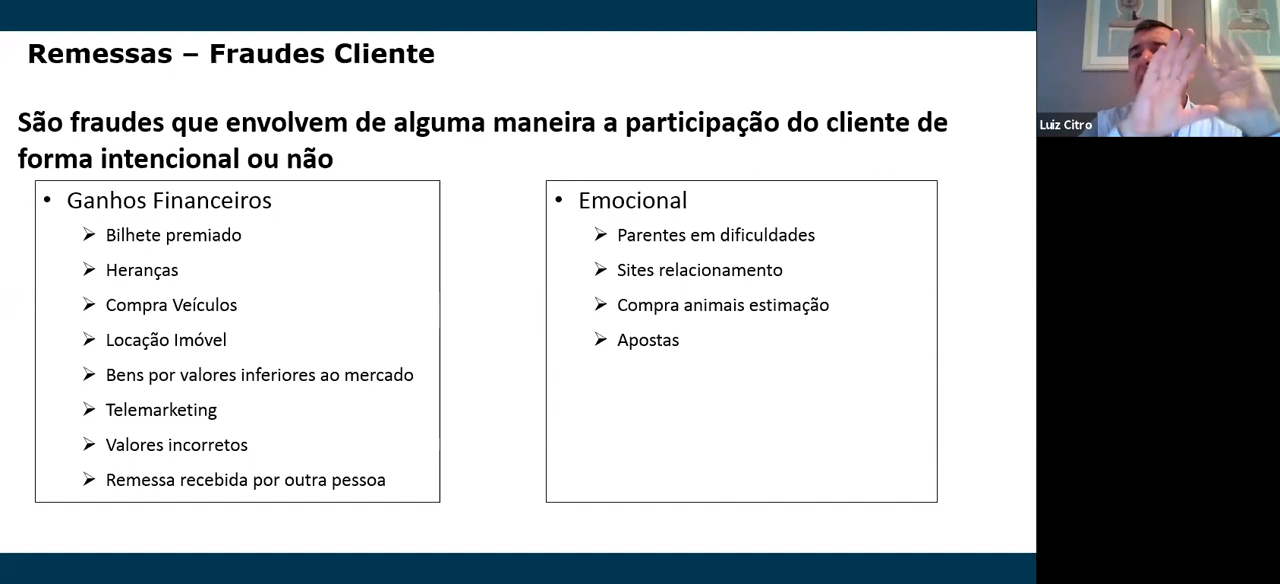 Remessas – Fraudes Cliente
São fraudes que envolvem de alguma maneira a participação do cliente de
forma intencional ou não
• Ganhos Financeiros
➢ Bilhete premiado
➢ Heranças
➢ Compra Veículos
➢ Locação Imóvel
➢ Bens por valores inferiores ao mercado
➢ Telemarketing
➢ Valores incorretos
➢ Remessa recebida por outra pessoa
• Emocional
➢ Parentes em dificuldades
➢ Sites relacionamento
➢ Compra animais estimação
➢ Apostas
Luiz Citro